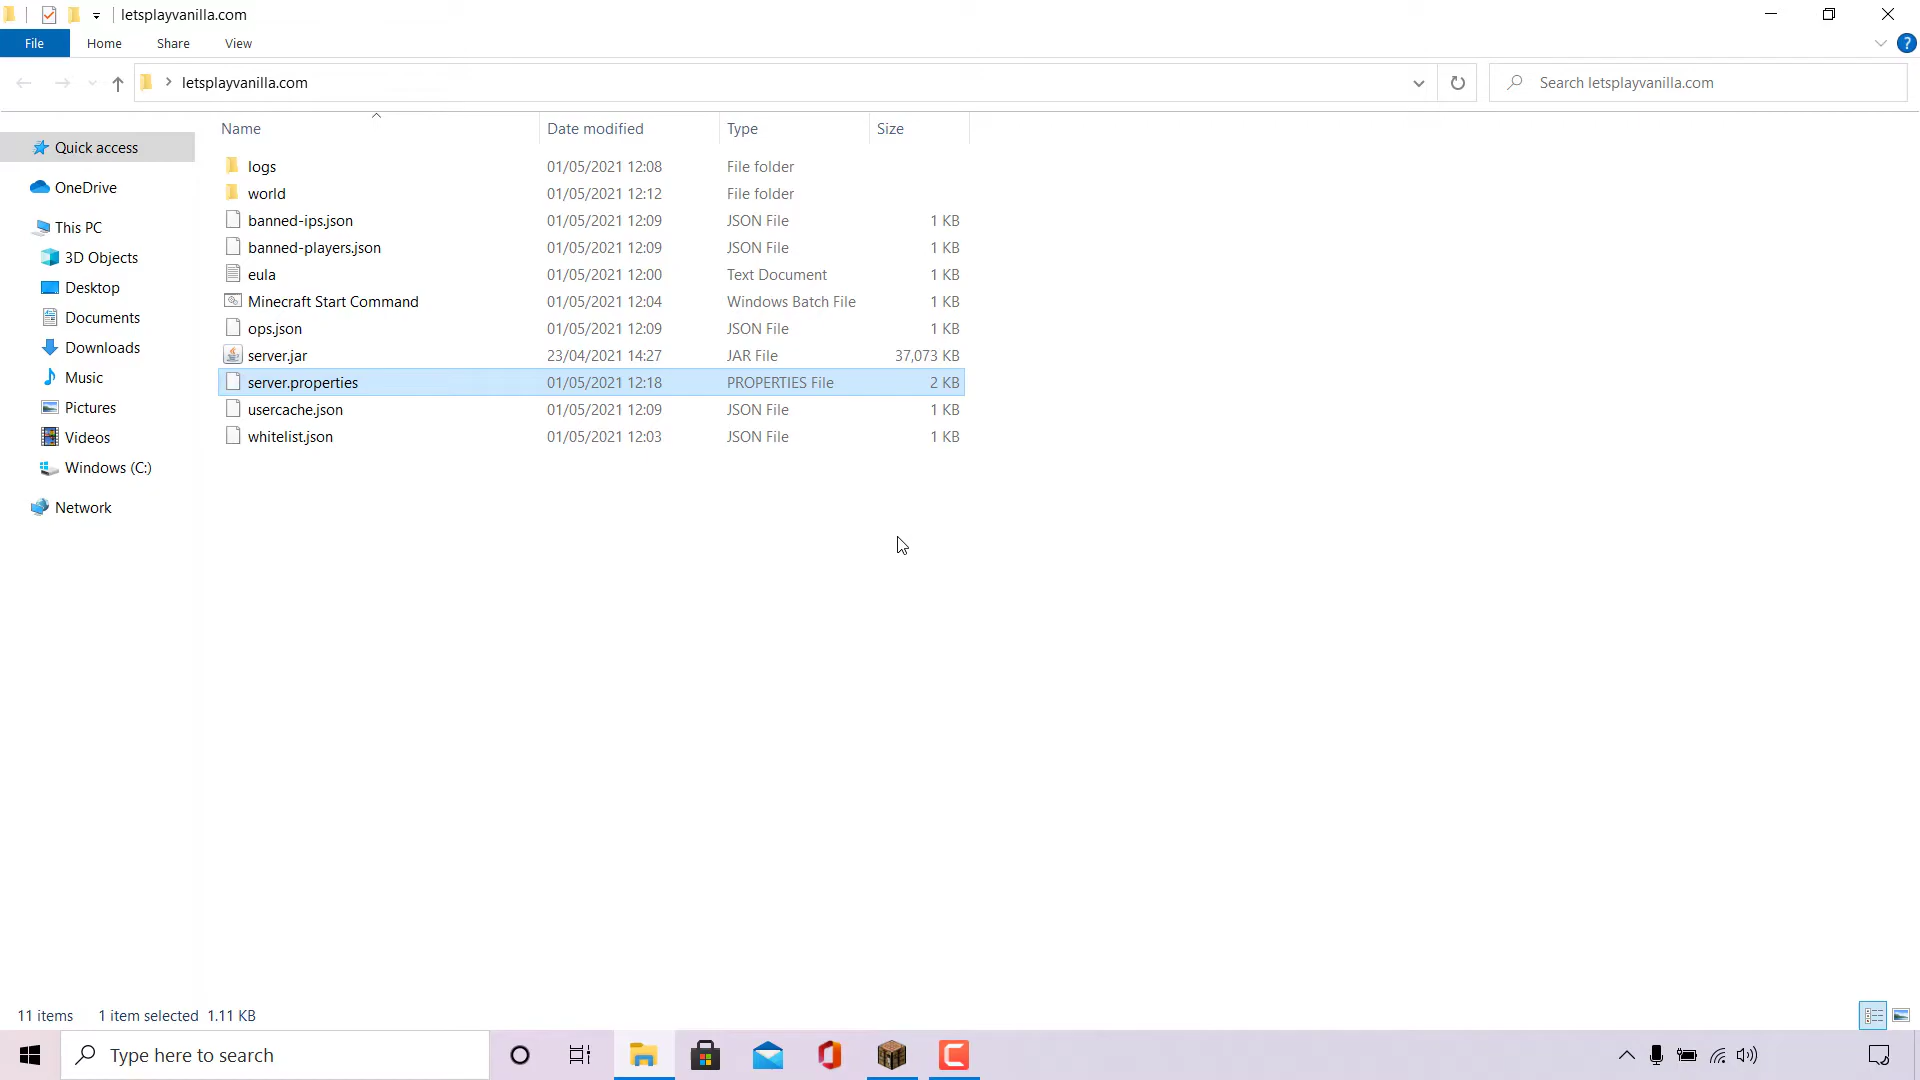 letsplayvanilla.com
File Home Share View
letsplayvanilla.com Search letsplayvanilla.com
Name Date modified Type Size
Quick access
OneDrive
This PC
3D Objects
Desktop
Documents
Downloads
Music
Pictures
Videos
Windows (C:)
Network
logs 01/05/2021 12:08 File folder
world 01/05/2021 12:12 File folder
banned-ips.json 01/05/2021 12:09 JSON File 1 KB
banned-players.json 01/05/2021 12:09 JSON File 1 KB
eula 01/05/2021 12:00 Text Document 1 KB
Minecraft Start Command 01/05/2021 12:04 Windows Batch File 1 KB
ops.json 01/05/2021 12:09 JSON File 1 KB
server.jar 23/04/2021 14:27 JAR File 37,073 KB
server.properties 01/05/2021 12:18 PROPERTIES File 2 KB
usercache.json 01/05/2021 12:09 JSON File 1 KB
whitelist.json 01/05/2021 12:03 JSON File 1 KB
11 items 1 item selected 1.11 KB
Type here to search